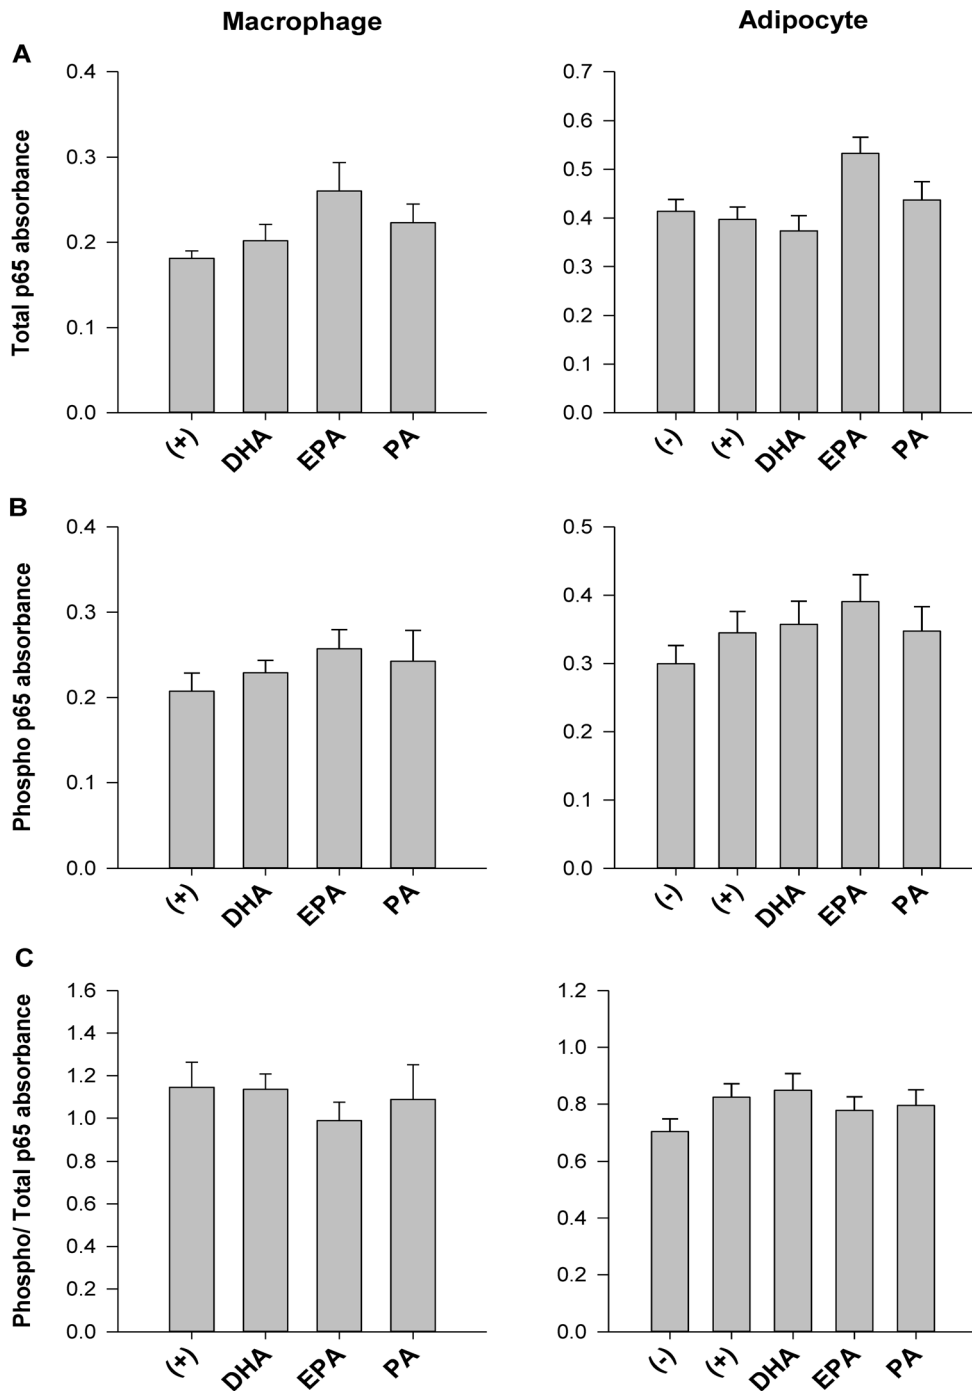 Macrophage
Adipocyte
A
Total p65 absorbance
0.4
0.3
0.2
0.1
0.0
(+)
DHA
EPA
PA
0.7
0.6
0.5
0.4
0.3
0.2
0.1
0.0
(-)
(+)
DHA
EPA
PA
B
Phospho p65 absorbance
0.4
0.3
0.2
0.1
0.0
(+)
DHA
EPA
PA
0.5
0.4
0.3
0.2
0.1
0.0
(-)
(+)
DHA
EPA
PA
C
Phospho/ Total p65 absorbance
1.6
1.4
1.2
1.0
0.8
0.6
0.4
0.2
0.0
(+)
DHA
EPA
PA
1.2
1.0
0.8
0.6
0.4
0.2
0.0
(-)
(+)
DHA
EPA
PA